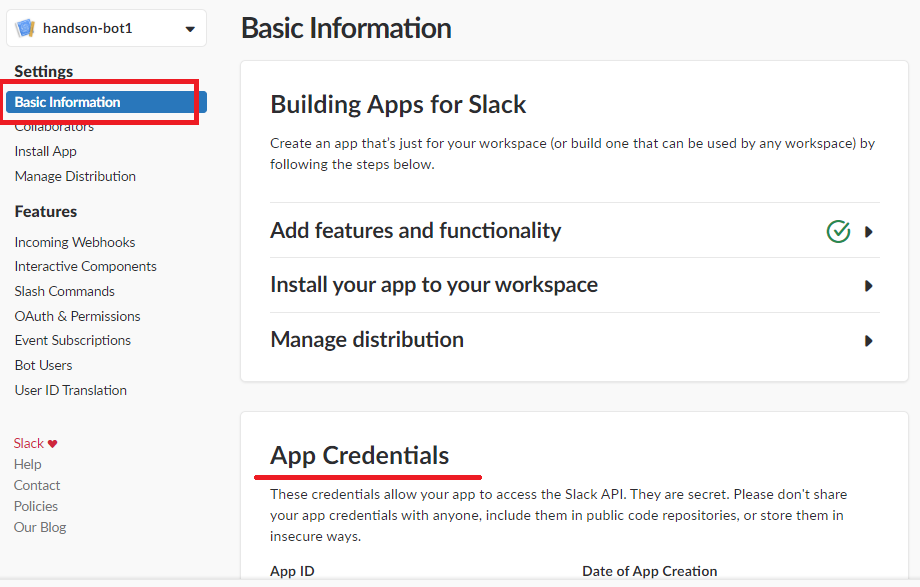 handson-bot1
Settings
Basic Information
Collaborators
Install App
Manage Distribution
Features
Incoming Webhooks
Interactive Components
Slash Commands
OAuth & Permissions
Event Subscriptions
Bot Users
User ID Translation
Slack ❤
Help
Contact
Policies
Our Blog
Basic Information
Building Apps for Slack
Create an app that's just for your workspace (or build one that can be used by any workspace) by
following the steps below.
Add features and functionality
Install your app to your workspace
Manage distribution
App Credentials
These credentials allow your app to access the Slack API. They are secret. Please don't share
your app credentials with anyone, include them in public code repositories, or store them in
insecure ways.
App ID
Date of App Creation